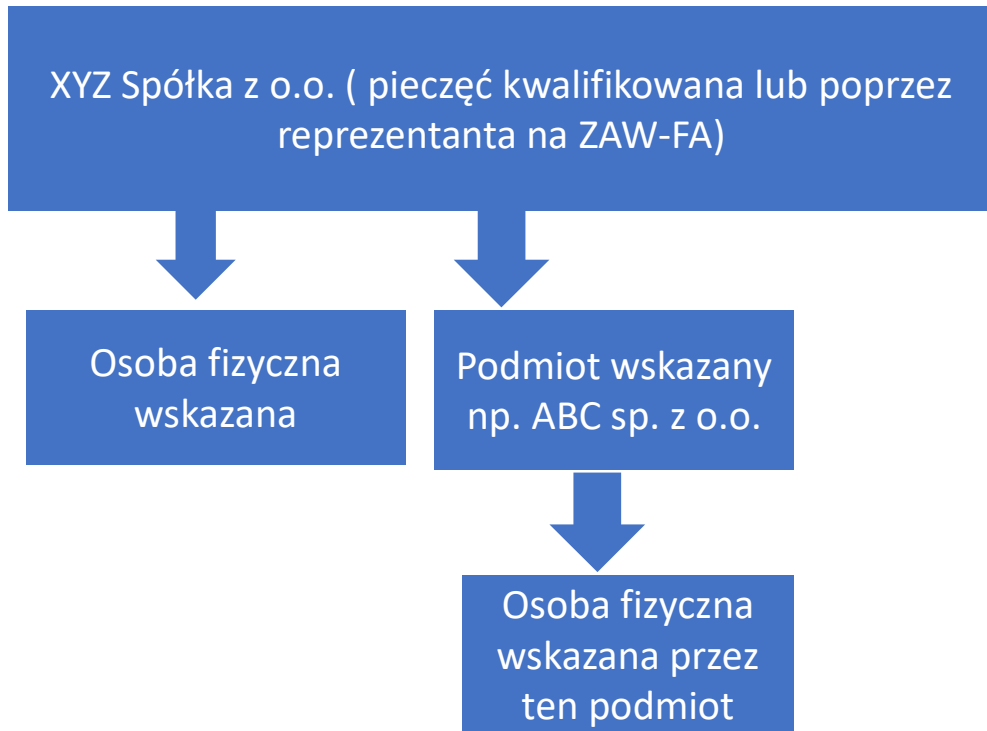 XYZ Spółka z o.o. ( pieczęć kwalifikowana lub poprzez
reprezentanta na ZAW-FA)
Osoba fizyczna
wskazana
Podmiot wskazany
np. ABC sp. z o.o.
Osoba fizyczna
wskazana przez
ten podmiot